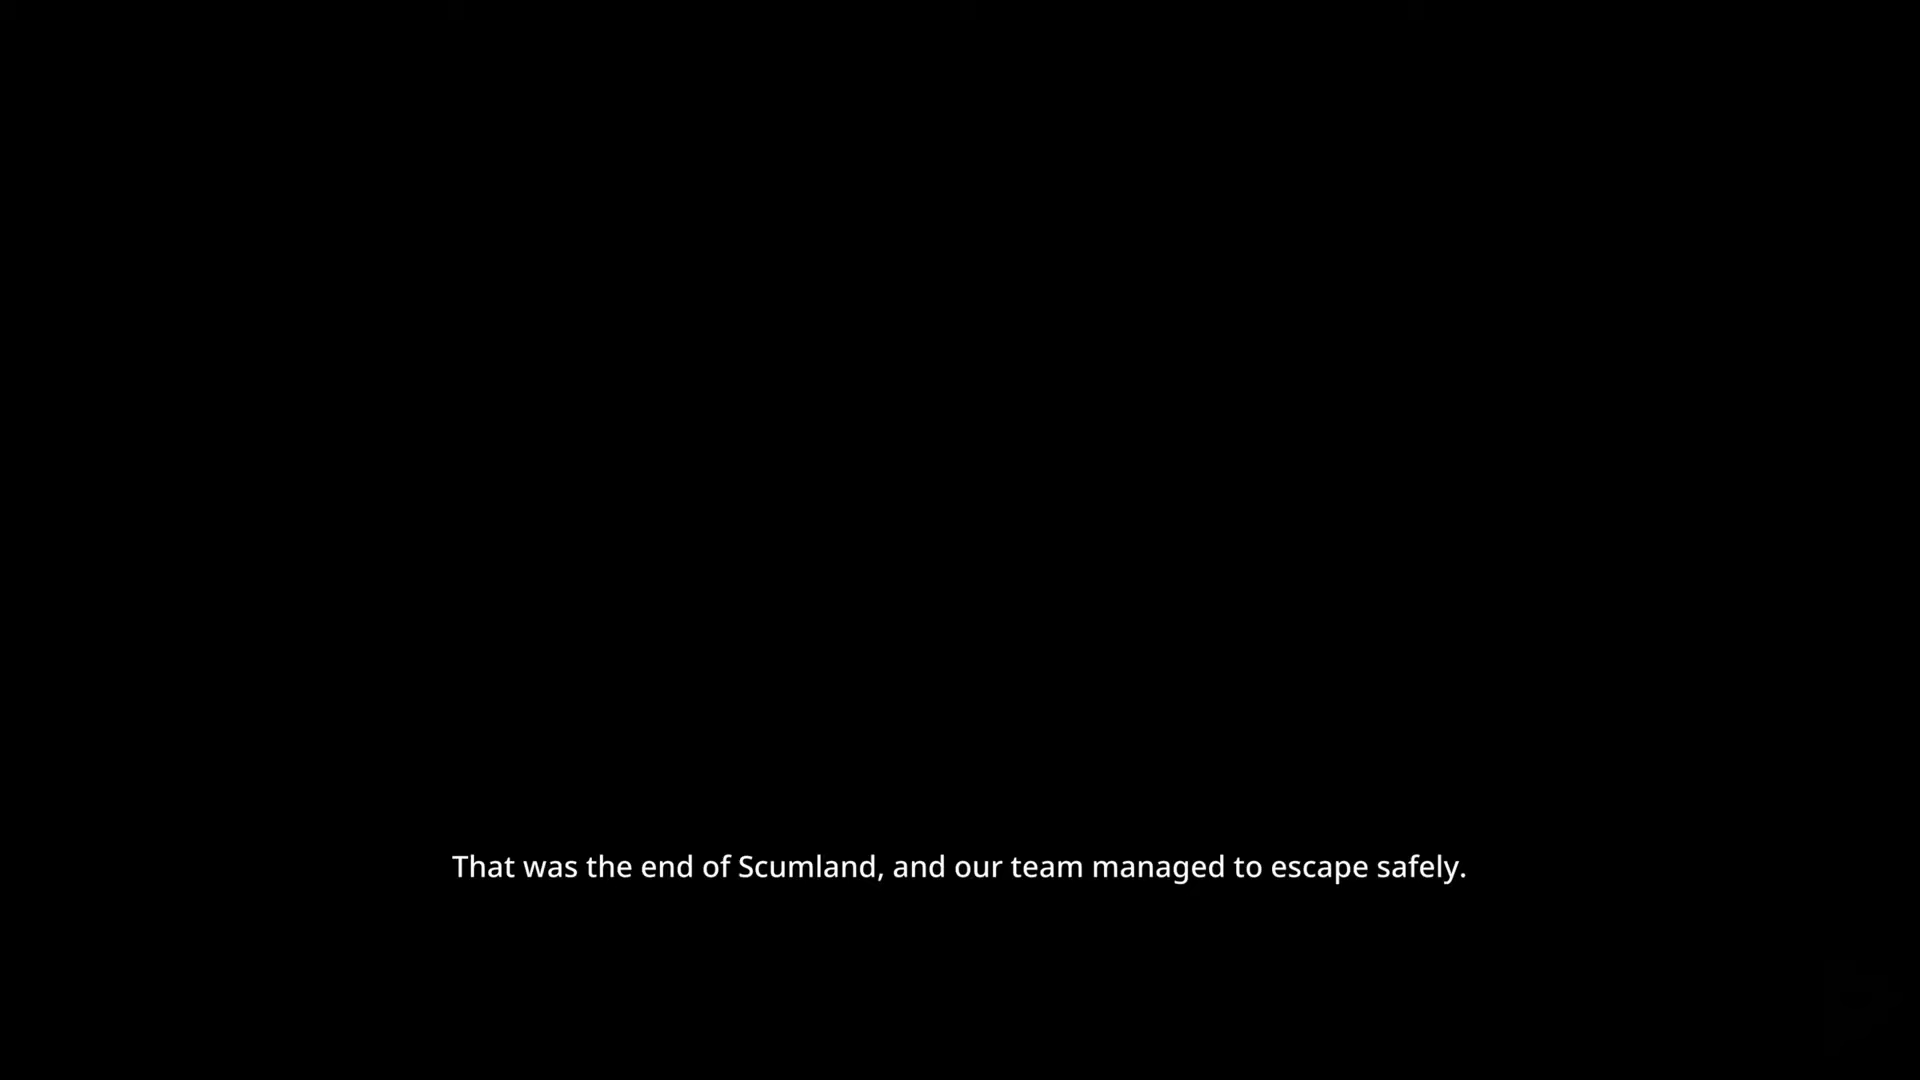 That was the end of Scumland, and our team managed to escape safely.